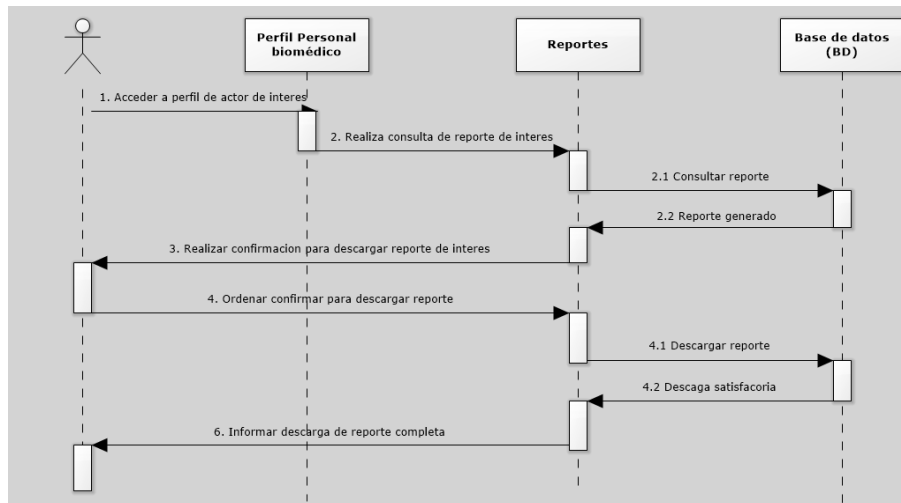 Perfil Personal
biomédico
Reportes
Base de datos
(BD)
1. Acceder a perfil de actor de interes
2. Realiza consulta de reporte de interes
2.1 Consultar reporte
2.2 Reporte generado
3. Realizar confirmacion para descargar reporte de interes
4. Ordenar confirmar para descargar reporte
4.1 Descargar reporte
4.2 Descaga satisfacoria
6. Informar descarga de reporte completa